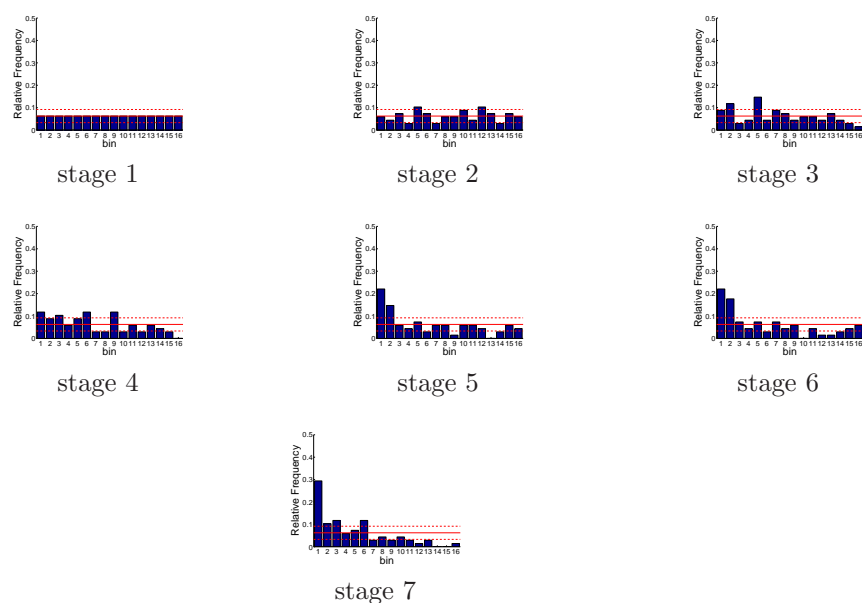 0.5 0.5 0.5
0.4 0.4 0.4
0.3 0.3 0.3
0.2 0.2 0.2
0.1 0.1 0.1
0 0 0
Relative Frequency Relative Frequency Relative Frequency
1 2 3 4 5 6 7 8 9 10 11 12 13 14 15 16 1 2 3 4 5 6 7 8 9 10 11 12 13 14 15 16 1 2 3 4 5 6 7 8 9 10 11 12 13 14 15 16
bin bin bin
stage 1 stage 2 stage 3
0.5 0.5 0.5
0.4 0.4 0.4
0.3 0.3 0.3
0.2 0.2 0.2
0.1 0.1 0.1
0 0 0
Relative Frequency Relative Frequency Relative Frequency
1 2 3 4 5 6 7 8 9 10 11 12 13 14 15 16 1 2 3 4 5 6 7 8 9 10 11 12 13 14 15 16 1 2 3 4 5 6 7 8 9 10 11 12 13 14 15 16
bin bin bin
stage 4 stage 5 stage 6
0.5
0.4
0.3
0.2
0.1
0
Relative Frequency
1 2 3 4 5 6 7 8 9 10 11 12 13 14 15 16
bin
stage 7